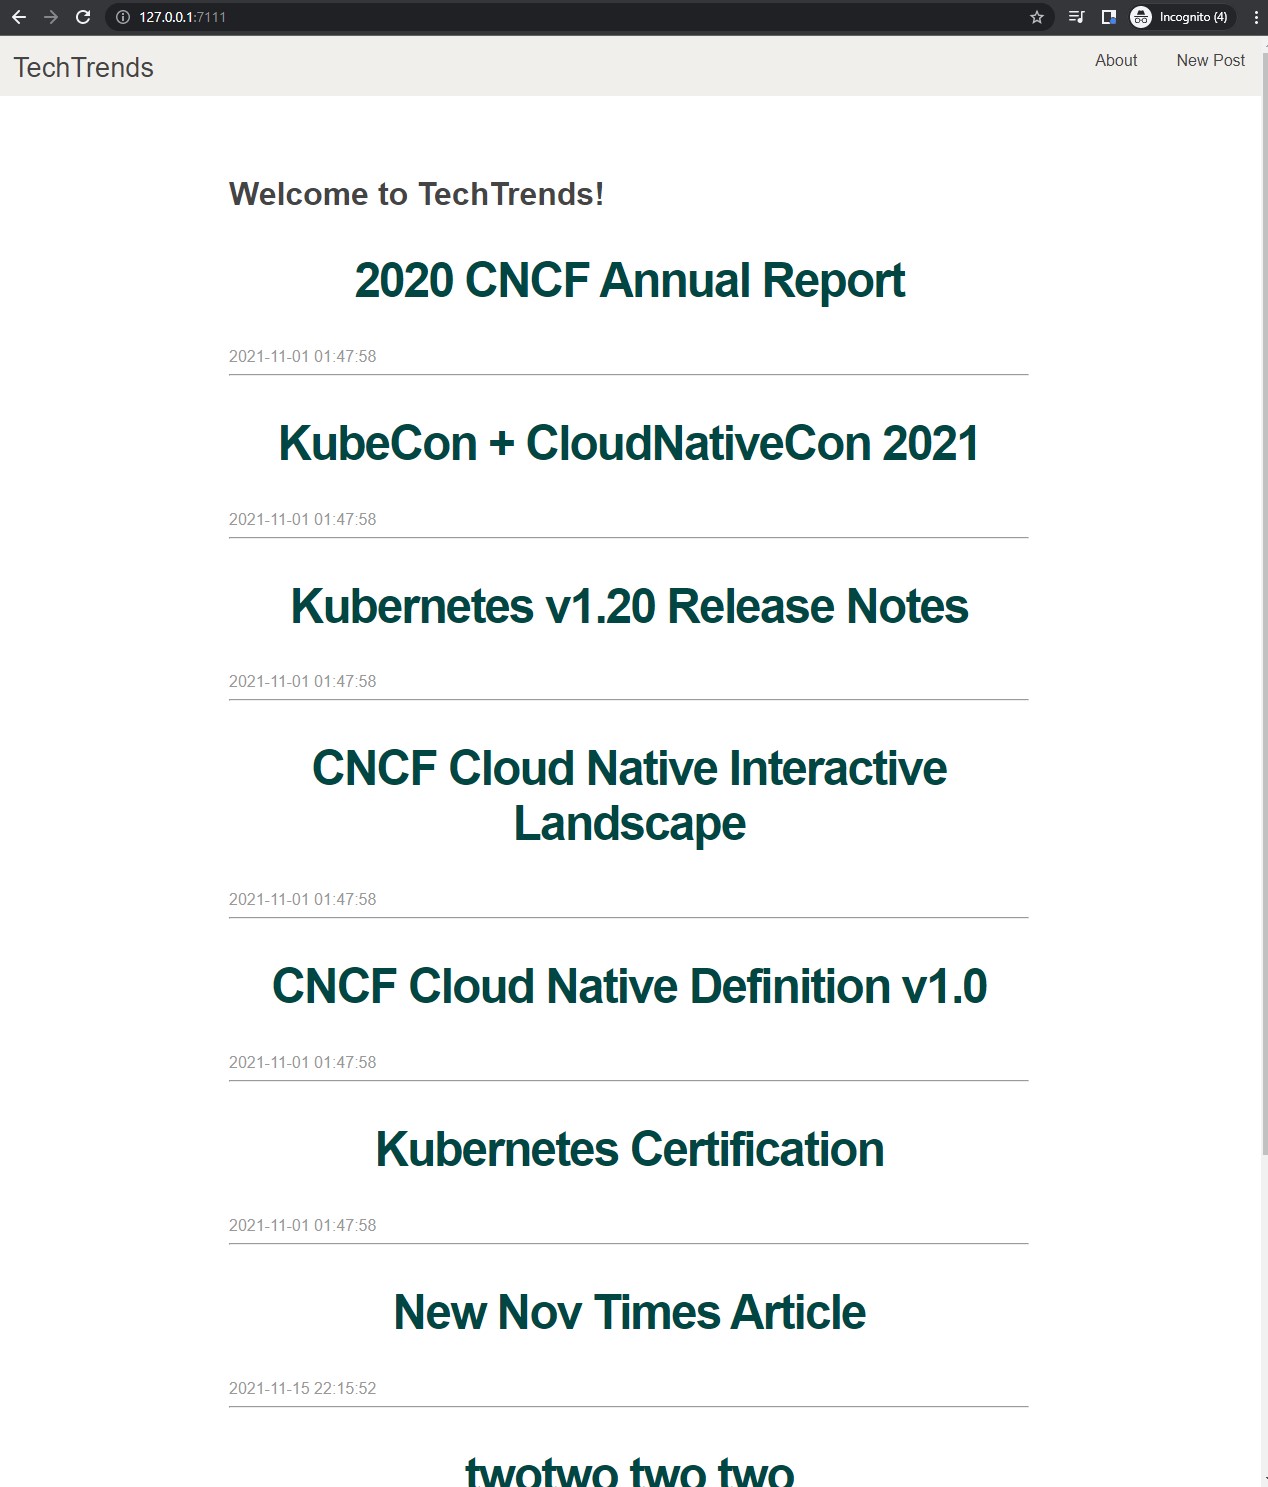 127.0.0.1:7111
Incognito (4)
TechTrends
About
New Post
Welcome to TechTrends!
2020 CNCF Annual Report
2021-11-01 01:47:58
KubeCon + CloudNativeCon 2021
2021-11-01 01:47:58
Kubernetes v1.20 Release Notes
2021-11-01 01:47:58
CNCF Cloud Native Interactive
Landscape
2021-11-01 01:47:58
CNCF Cloud Native Definition v1.0
2021-11-01 01:47:58
Kubernetes Certification
2021-11-01 01:47:58
New Nov Times Article
2021-11-15 22:15:52
twotwo two two